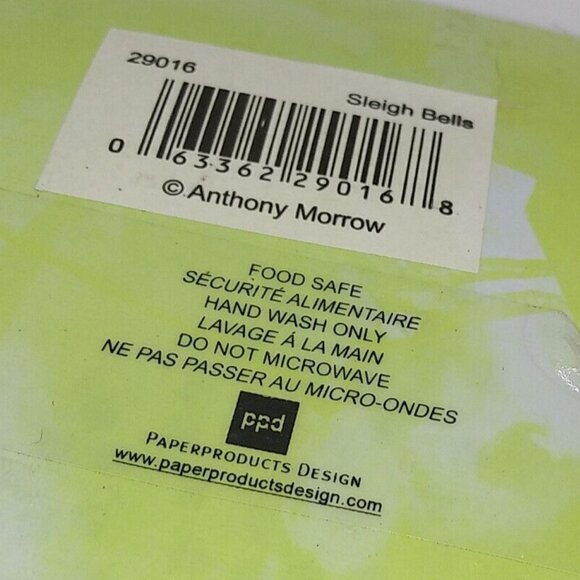 29016 Sleigh Bells
0 63362 29016 8
© Anthony Morrow
FOOD SAFE
SÉCURITÉ ALIMENTAIRE
HAND WASH ONLY
LAVAGE À LA MAIN
DO NOT MICROWAVE
NE PAS PASSER AU MICRO-ONDES
ppd
PAPERPRODUCTS DESIGN
www.paperproductsdesign.com